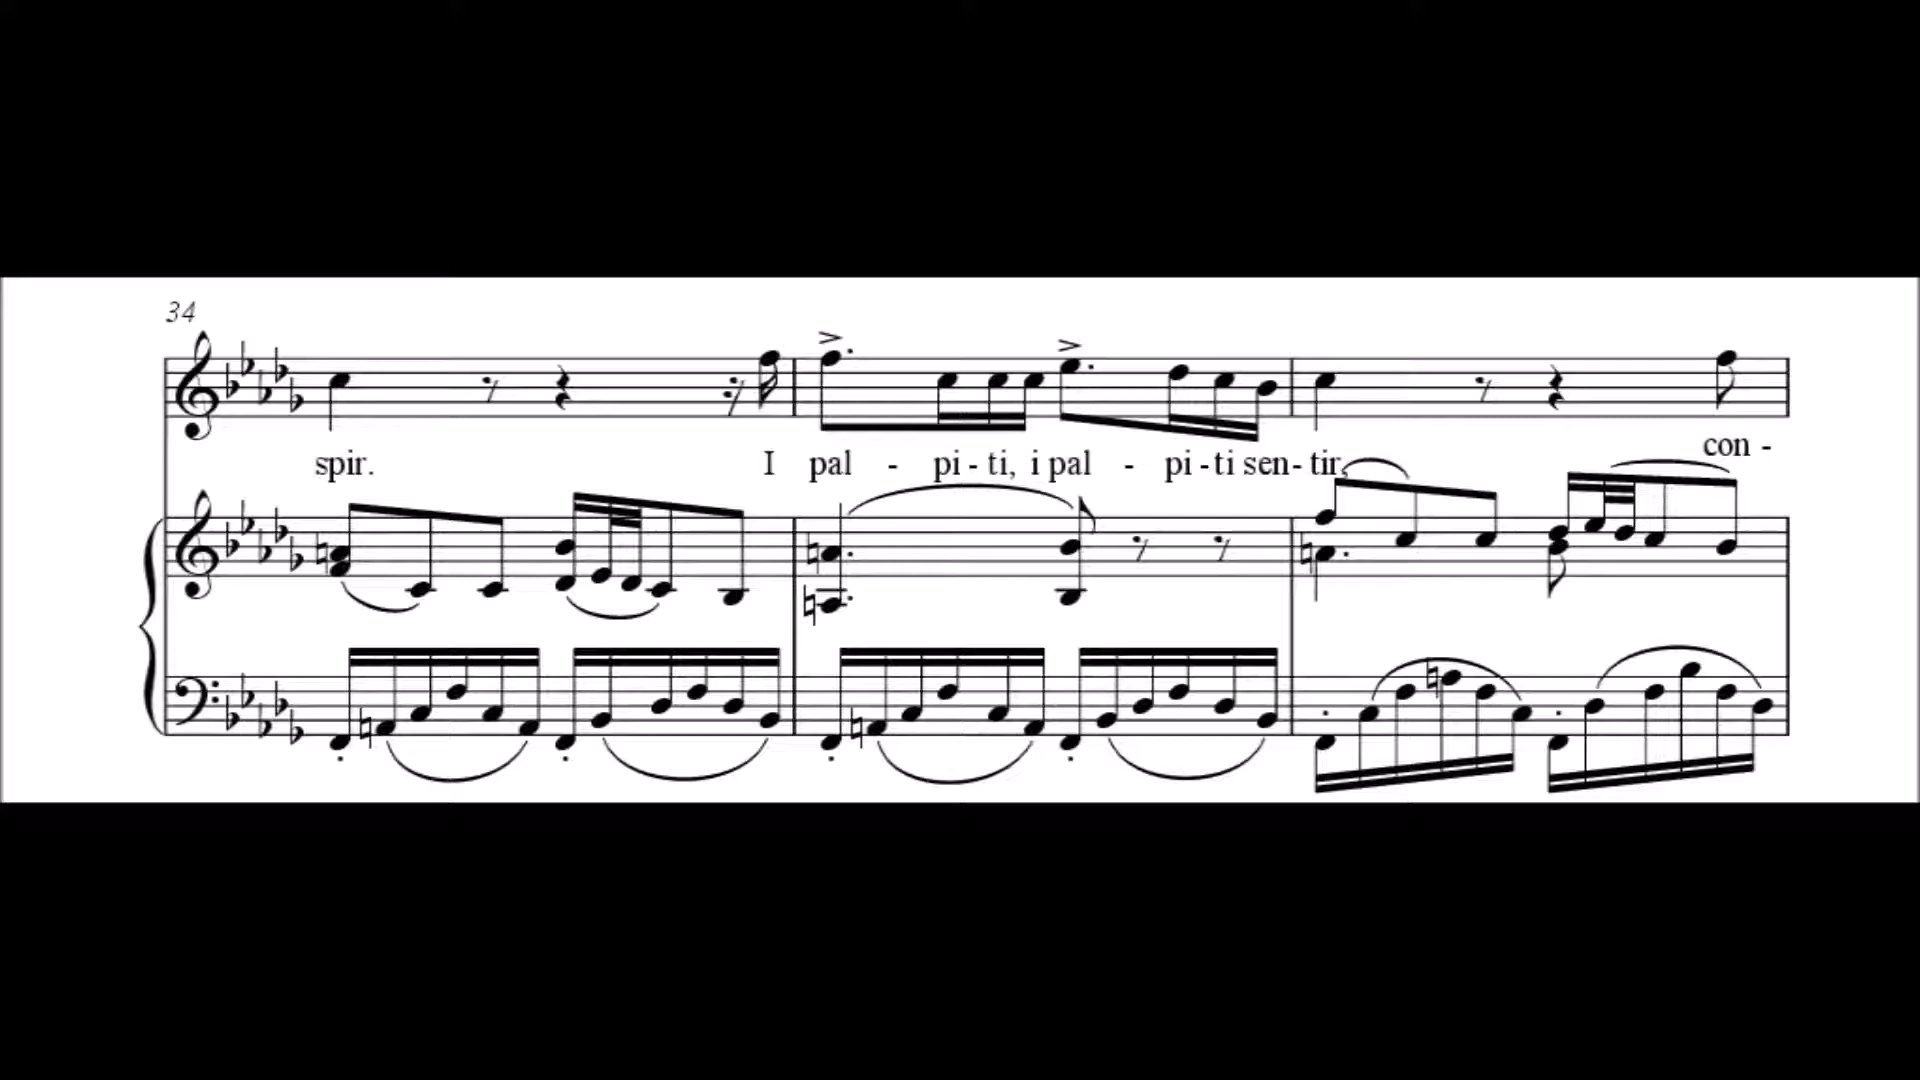 34
spir. I pal - pi - ti, i pal - pi - ti sen - tir, con -